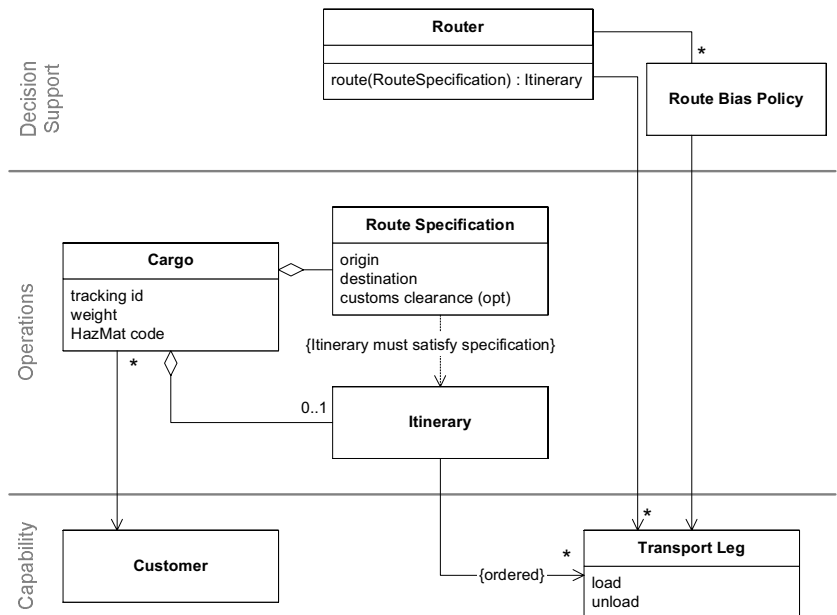 Decision
Support
Router
route(RouteSpecification) : Itinerary
*
Route Bias Policy
Operations
Route Specification
origin
destination
customs clearance (opt)
Cargo
tracking id
weight
HazMat code
{Itinerary must satisfy specification}
*
0..1
Itinerary
Capability
Customer
*
Transport Leg
load
unload
{ordered}
*